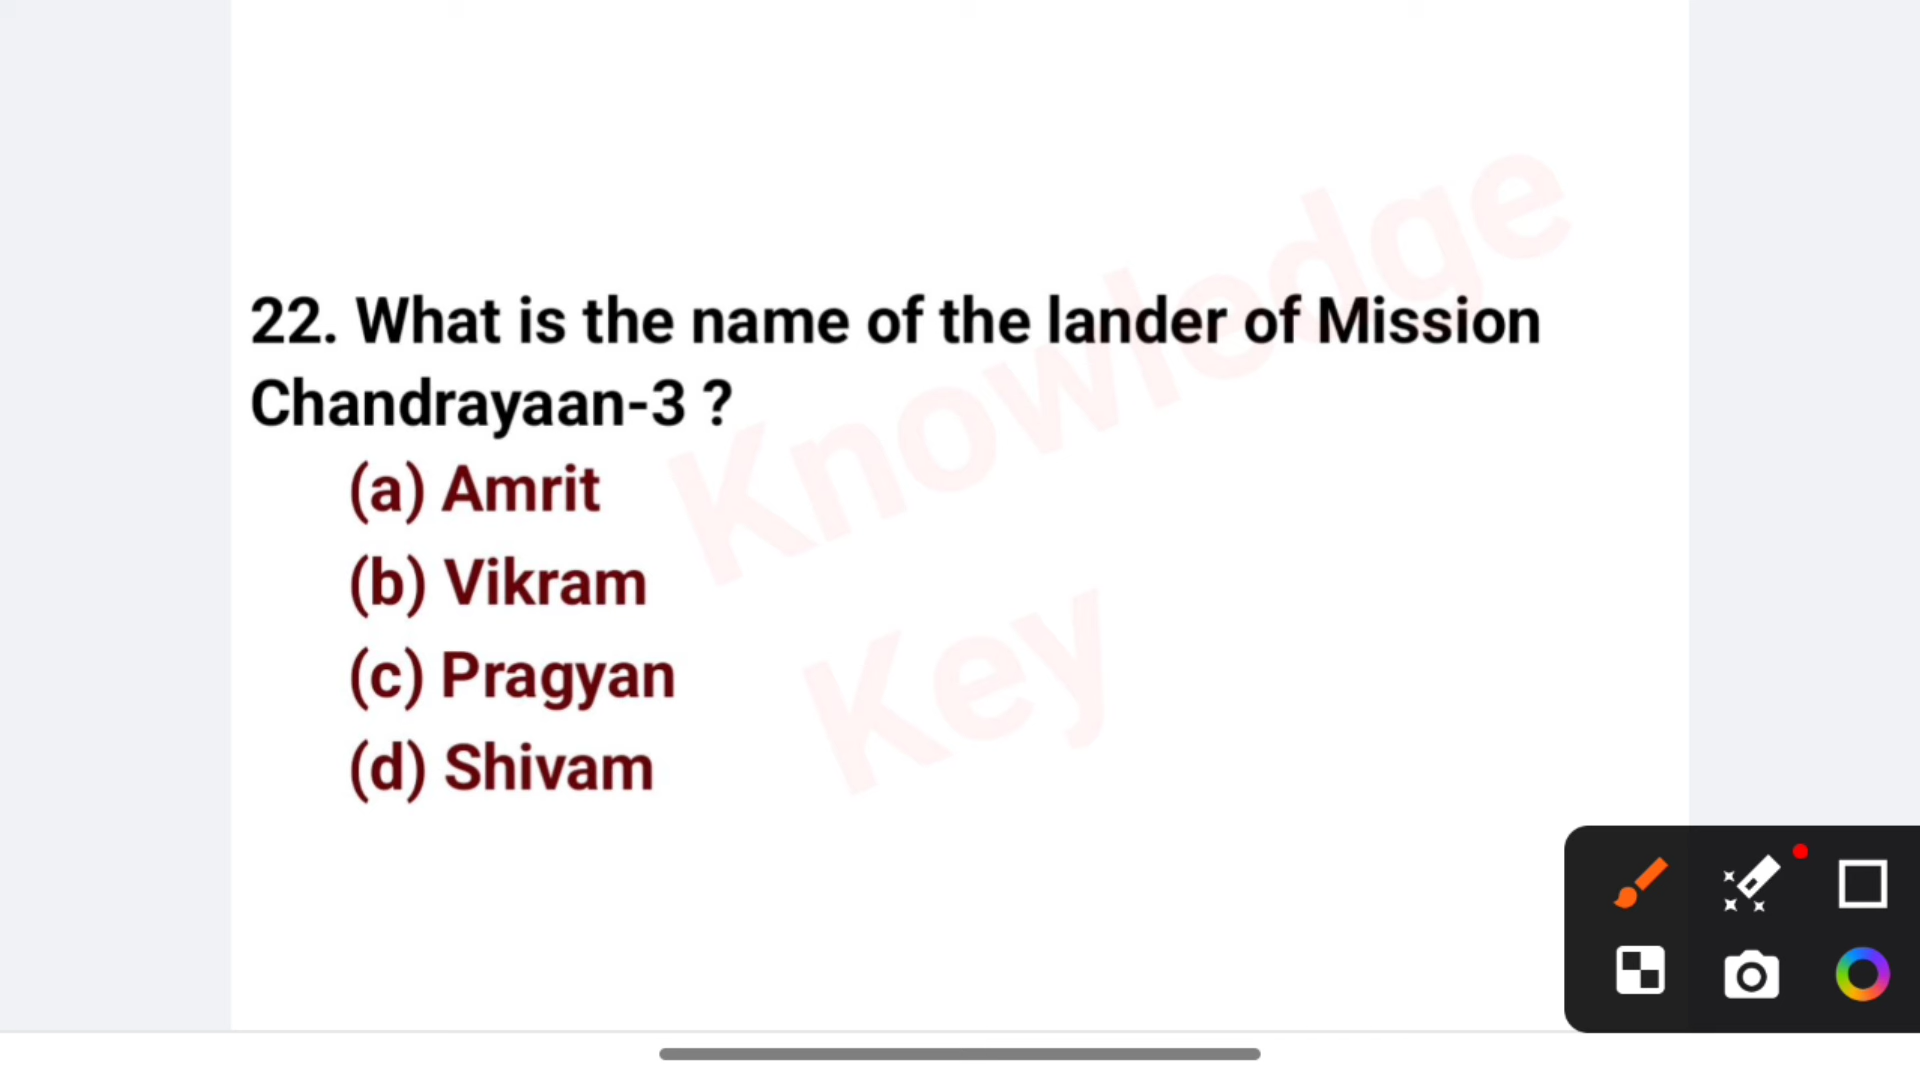 22. What is the name of the lander of Mission
Chandrayaan-3 ?
(a) Amrit
(b) Vikram
(c) Pragyan
(d) Shivam
Knowledge
Key